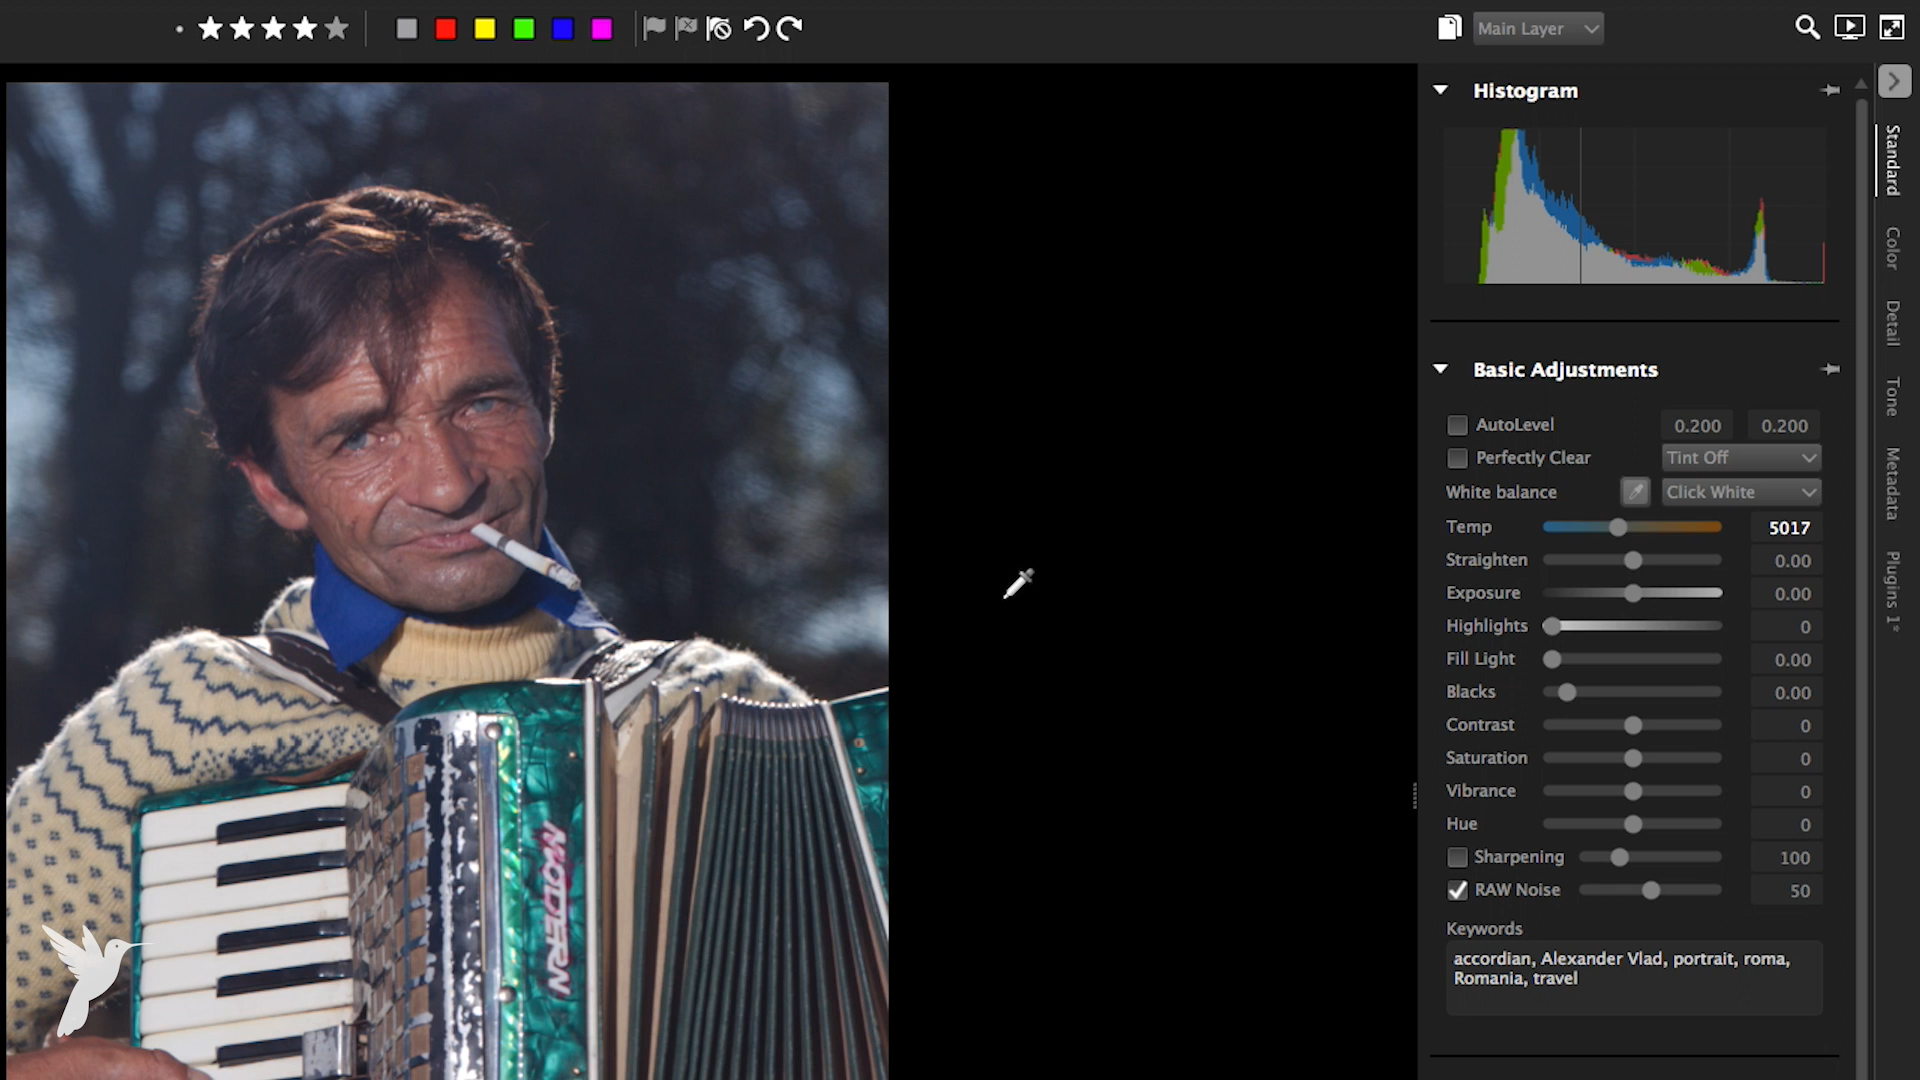 Main Layer
Histogram
Basic Adjustments
AutoLevel 0.200 0.200
Perfectly Clear Tint Off
White balance Click White
Temp 5017
Straighten 0.00
Exposure 0.00
Highlights 0
Fill Light 0.00
Blacks 0.00
Contrast 0
Saturation 0
Vibrance 0
Hue 0
Sharpening 100
RAW Noise 50
Keywords
accordian, Alexander Vlad, portrait, roma,
Romania, travel
Standard
Color
Detail
Tone
Metadata
Plugins 1*
MODERN